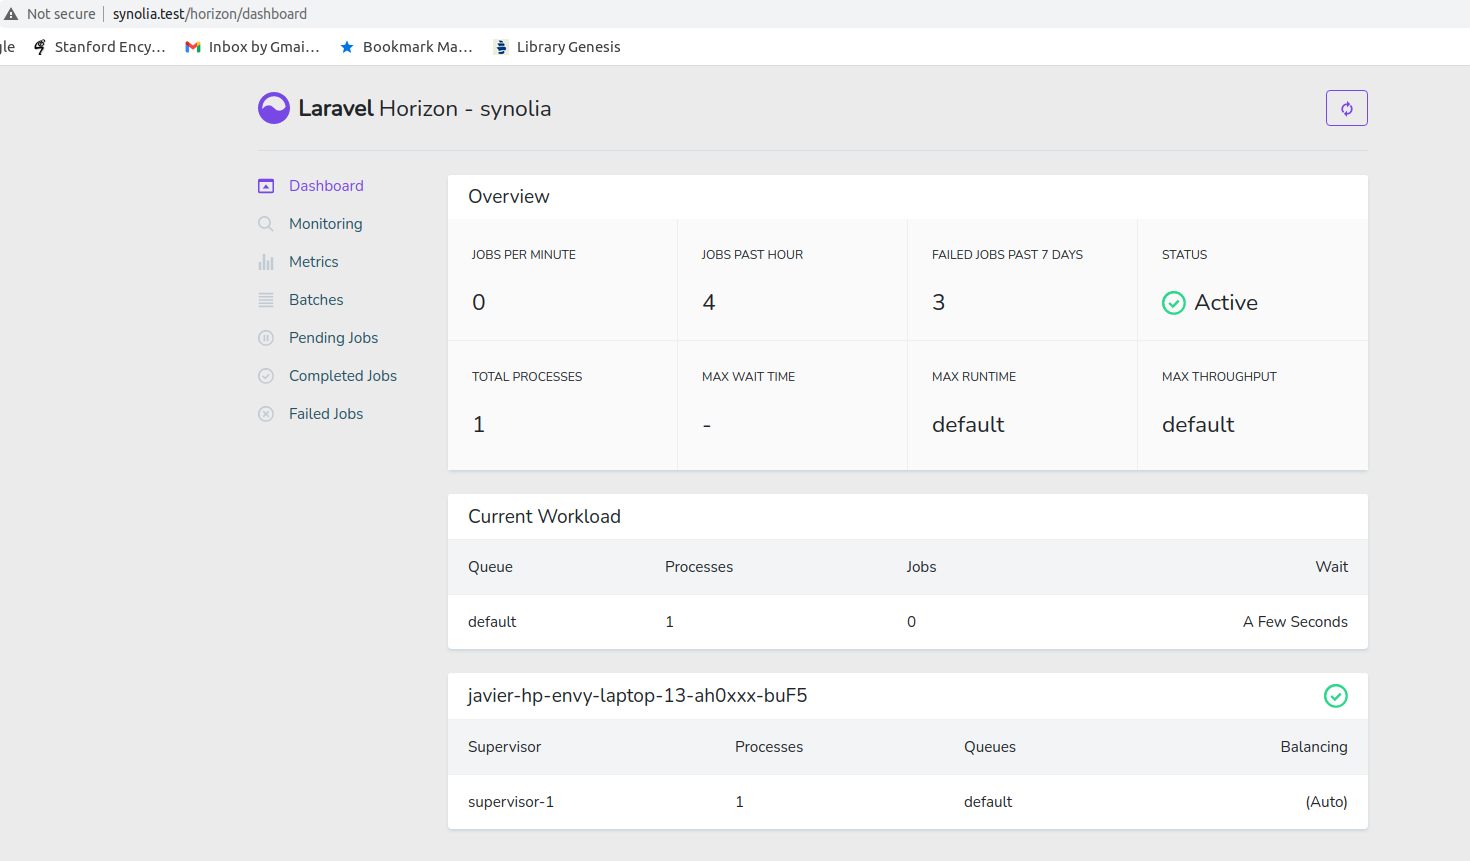 Not secure synolia.test/horizon/dashboard
gle Stanford Ency... Inbox by Gmai... Bookmark Ma... Library Genesis
Laravel Horizon - synolia
Dashboard
Monitoring
Metrics
Batches
Pending Jobs
Completed Jobs
Failed Jobs
Overview
JOBS PER MINUTE JOBS PAST HOUR FAILED JOBS PAST 7 DAYS STATUS
0 4 3 Active
TOTAL PROCESSES MAX WAIT TIME MAX RUNTIME MAX THROUGHPUT
1 - default default
Current Workload
Queue Processes Jobs Wait
default 1 0 A Few Seconds
javier-hp-envy-laptop-13-ah0xxx-buF5
Supervisor Processes Queues Balancing
supervisor-1 1 default (Auto)